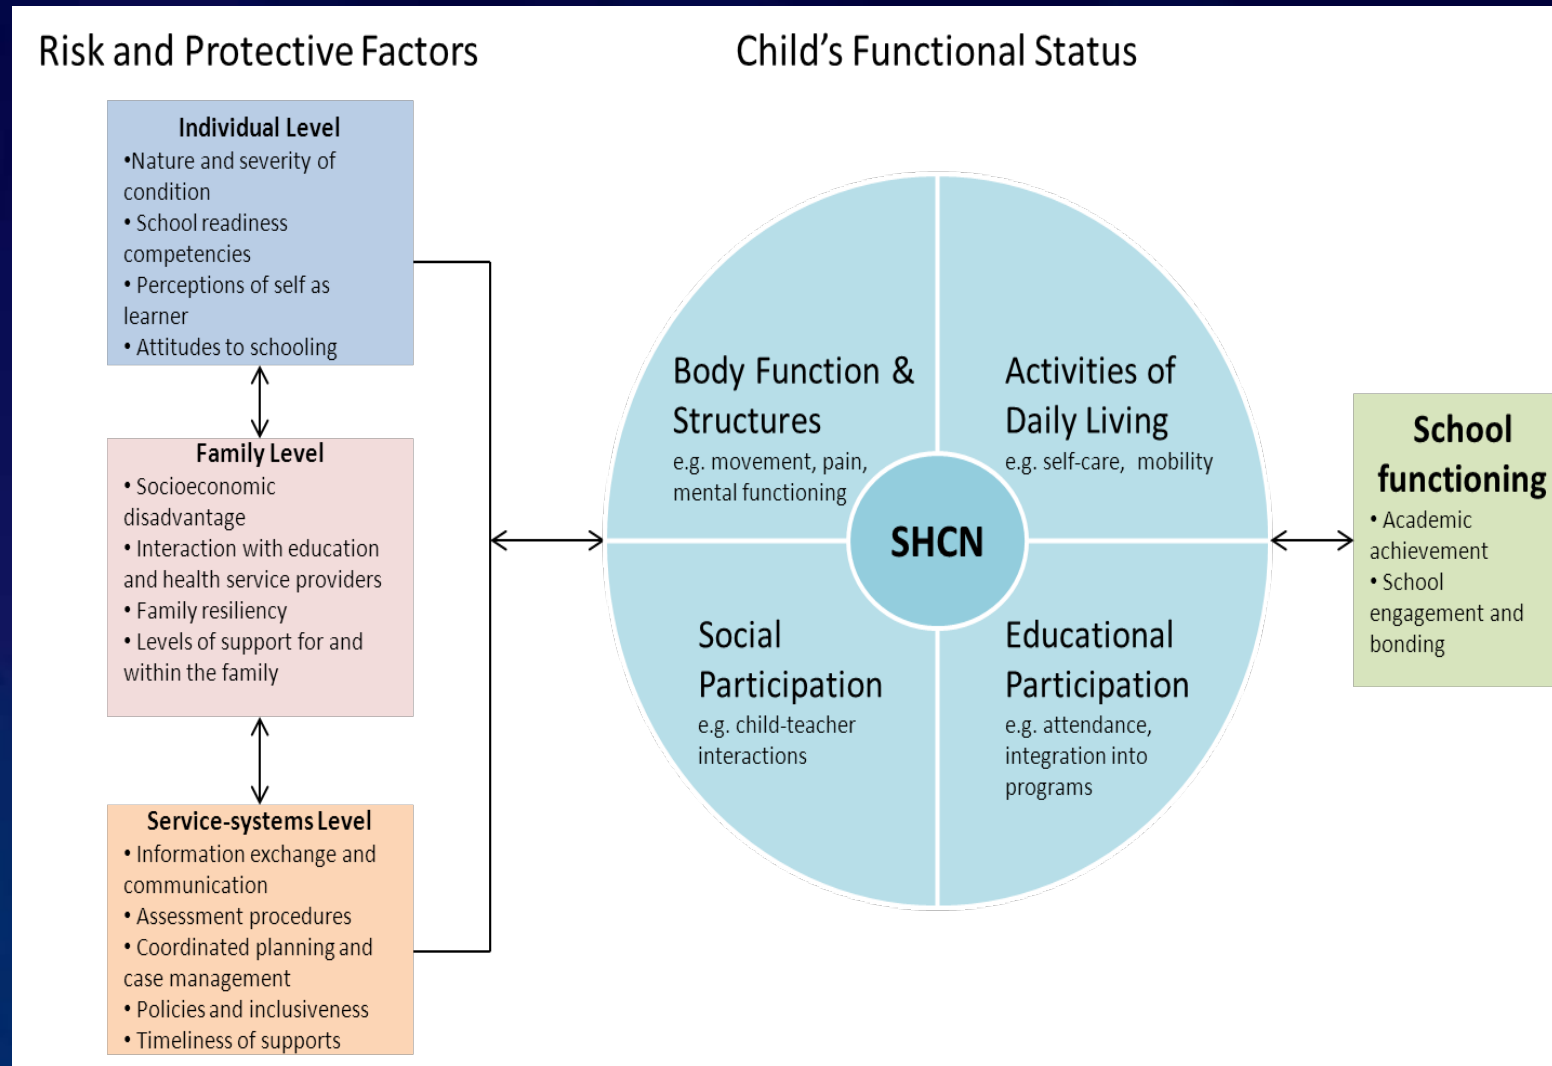 Risk and Protective Factors
Child's Functional Status
Individual Level
•Nature and severity of
condition
• School readiness
competencies
• Perceptions of self as
learner
• Attitudes to schooling
Family Level
• Socioeconomic
disadvantage
• Interaction with education
and health service providers
• Family resiliency
• Levels of support for and
within the family
Service-systems Level
• Information exchange and
communication
• Assessment procedures
• Coordinated planning and
case management
• Policies and inclusiveness
• Timeliness of supports
Body Function &
Structures
e.g. movement, pain,
mental functioning
Activities of
Daily Living
e.g. self-care, mobility
SHCN
Social
Participation
e.g. child-teacher
interactions
Educational
Participation
e.g. attendance,
integration into
programs
School
functioning
• Academic
achievement
• School
engagement and
bonding